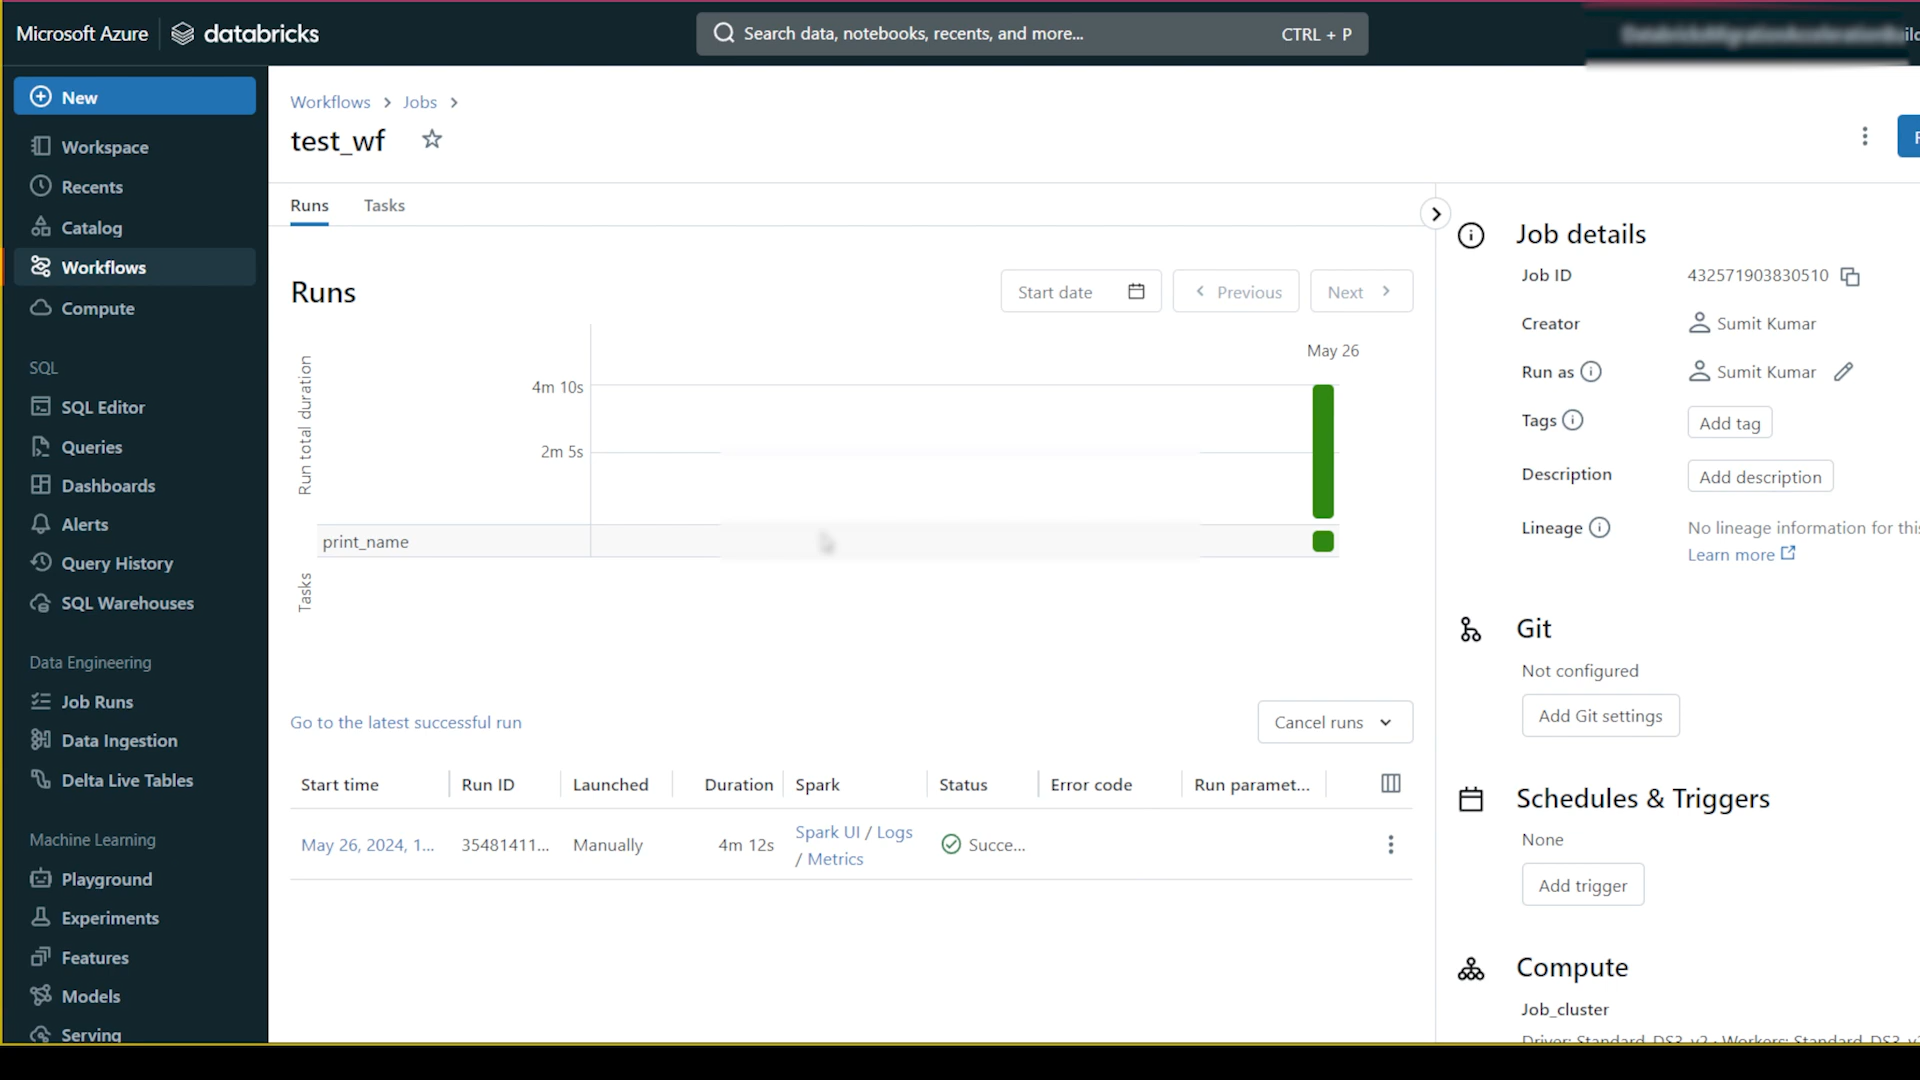 Microsoft Azure databricks
Search data, notebooks, recents, and more... CTRL + P
New
Workspace
Recents
Catalog
Workflows
Compute
SQL
SQL Editor
Queries
Dashboards
Alerts
Query History
SQL Warehouses
Data Engineering
Job Runs
Data Ingestion
Delta Live Tables
Machine Learning
Playground
Experiments
Features
Models
Serving
Workflows > Jobs >
test_wf
Runs Tasks
Runs
Start date Previous Next
May 26
Run total duration
4m 10s
2m 5s
print_name
Tasks
Go to the latest successful run
Cancel runs
Start time Run ID Launched Duration Spark Status Error code Run paramet...
May 26, 2024, 1... 35481411... Manually 4m 12s Spark UI / Logs
/ Metrics
Succe...
Job details
Job ID 432571903830510
Creator Sumit Kumar
Run as Sumit Kumar
Tags Add tag
Description Add description
Lineage No lineage information for this
Learn more
Git
Not configured
Add Git settings
Schedules & Triggers
None
Add trigger
Compute
Job_cluster
Driver: Standard_DS3_v2 · Workers: Standard_DS3_v2